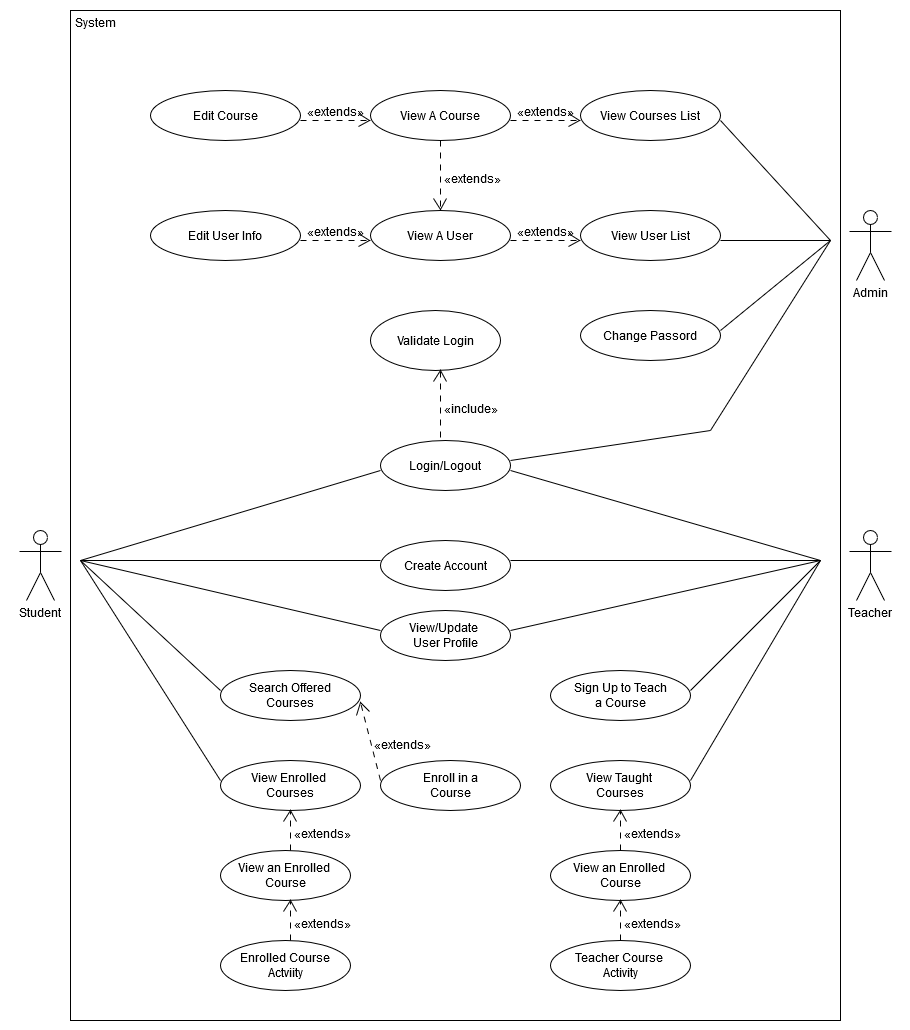 System
Edit Course
«extends»
View A Course
«extends»
View Courses List
«extends»
Edit User Info
«extends»
View A User
«extends»
View User List
Admin
Validate Login
Change Passord
«include»
Login/Logout
Student
Create Account
Teacher
View/Update
User Profile
Search Offered
Courses
Sign Up to Teach
a Course
«extends»
View Enrolled
Courses
Enroll in a
Course
View Taught
Courses
«extends»
«extends»
View an Enrolled
Course
View an Enrolled
Course
«extends»
«extends»
Enrolled Course
Actviity
Teacher Course
Activity